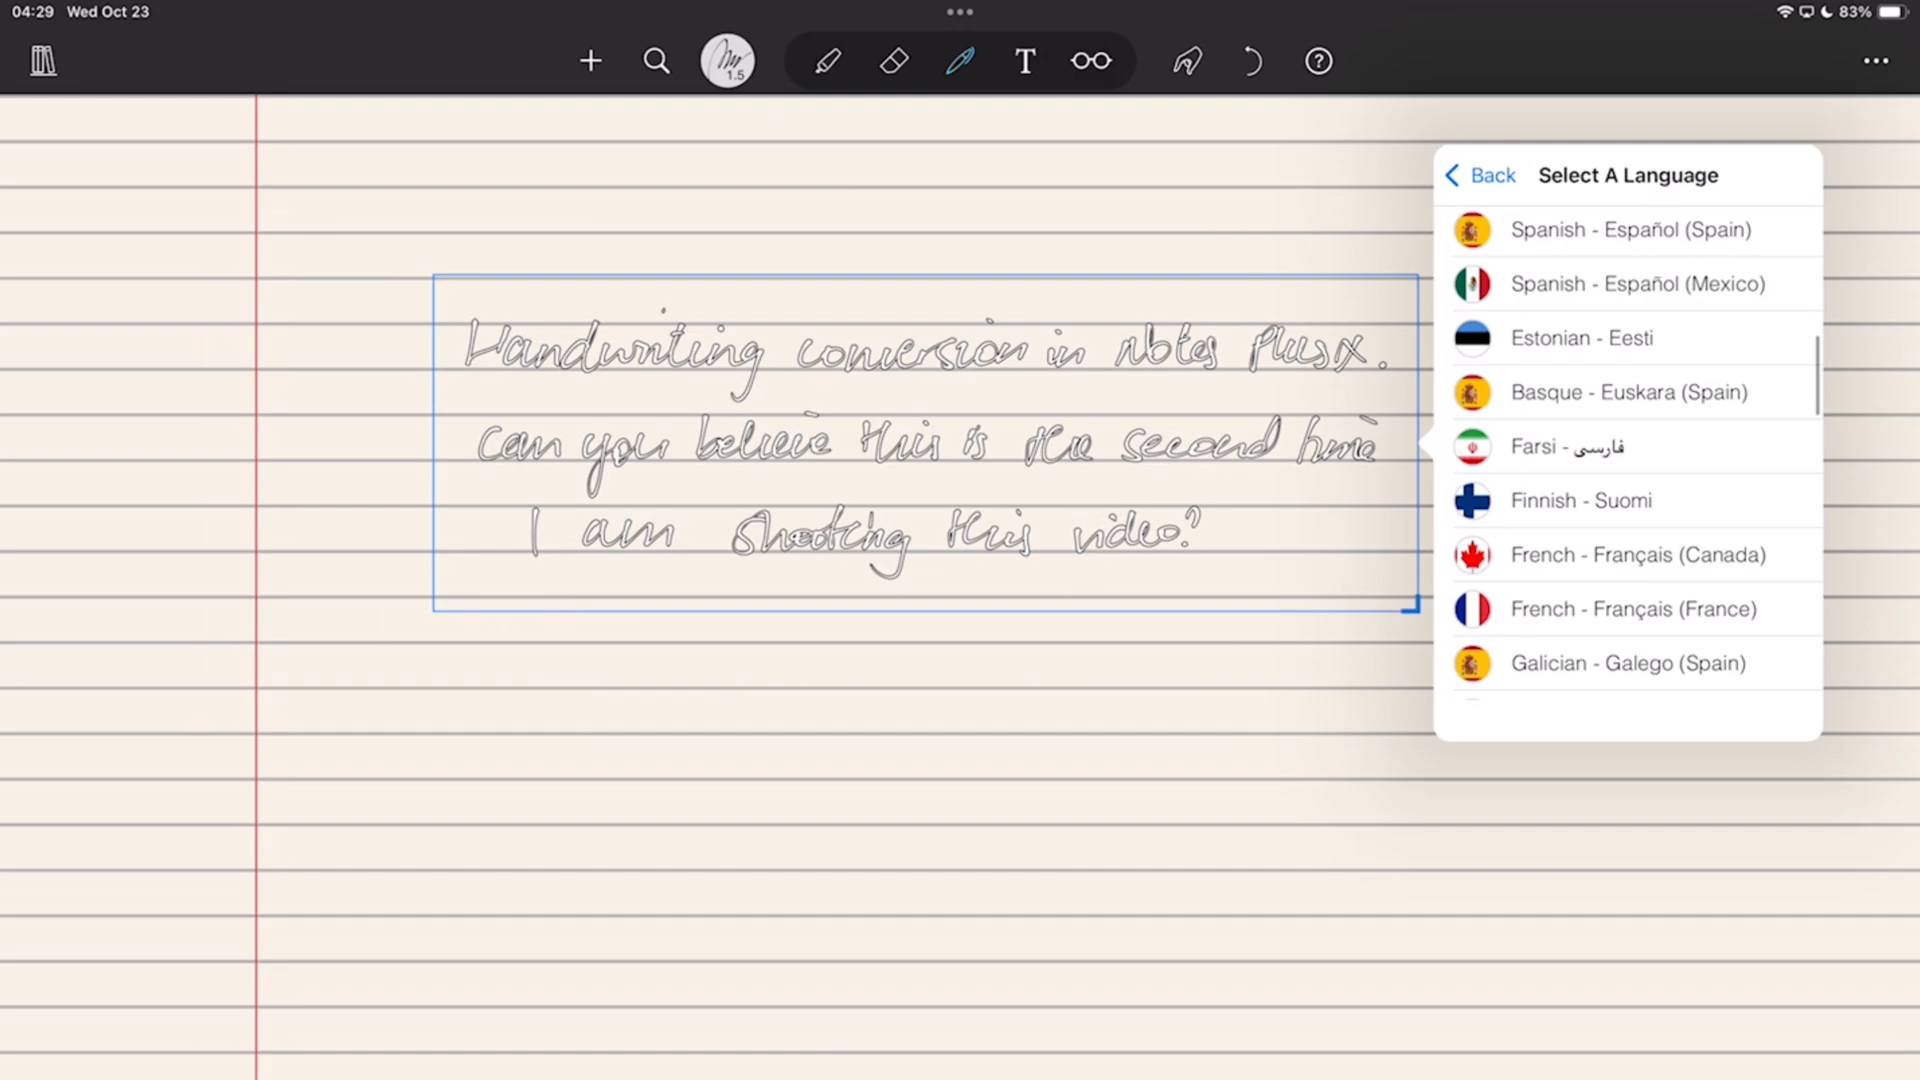 04:29 Wed Oct 23
83%
1.5
T
?
Back Select A Language
Spanish - Español (Spain)
Spanish - Español (Mexico)
Estonian - Eesti
Basque - Euskara (Spain)
Farsi - فارسی
Finnish - Suomi
French - Français (Canada)
French - Français (France)
Galician - Galego (Spain)
Handwriting conversion in Notes Plus X.
Can you believe this is the second time
I am shooting this video?